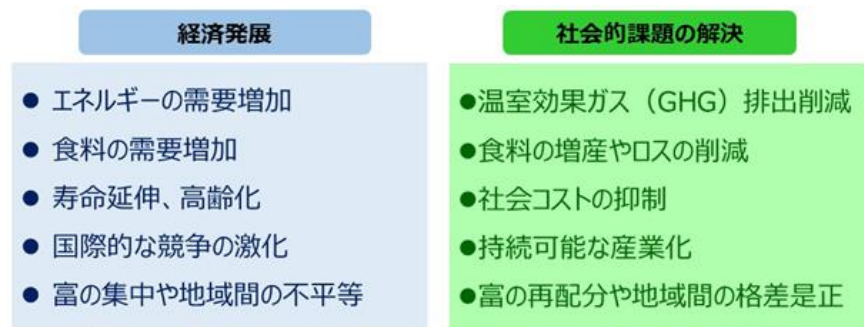 経済発展
● エネルギーの需要増加
● 食料の需要増加
● 寿命延伸、高齢化
● 国際的な競争の激化
● 富の集中や地域間の不平等
社会的課題の解決
●温室効果ガス（GHG）排出削減
●食料の増産やロスの削減
●社会コストの抑制
●持続可能な産業化
●富の再配分や地域間の格差是正